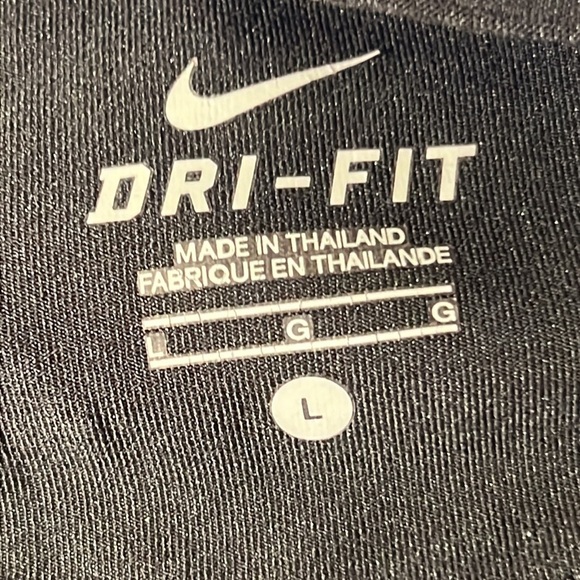 DRI-FIT
MADE IN THAILAND
FABRIQUE EN THAILANDE
L G G
L